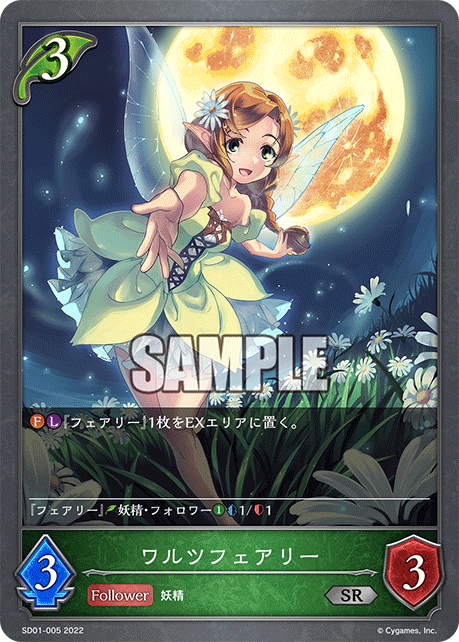 3
SAMPLE
F L 『フェアリー』1枚をEXエリアに置く。
『フェアリー』妖精・フォロワー 1 1/1
ワルツフェアリー
3 Follower 妖精 SR 3
SD01-005 2022 © Cygames, Inc.